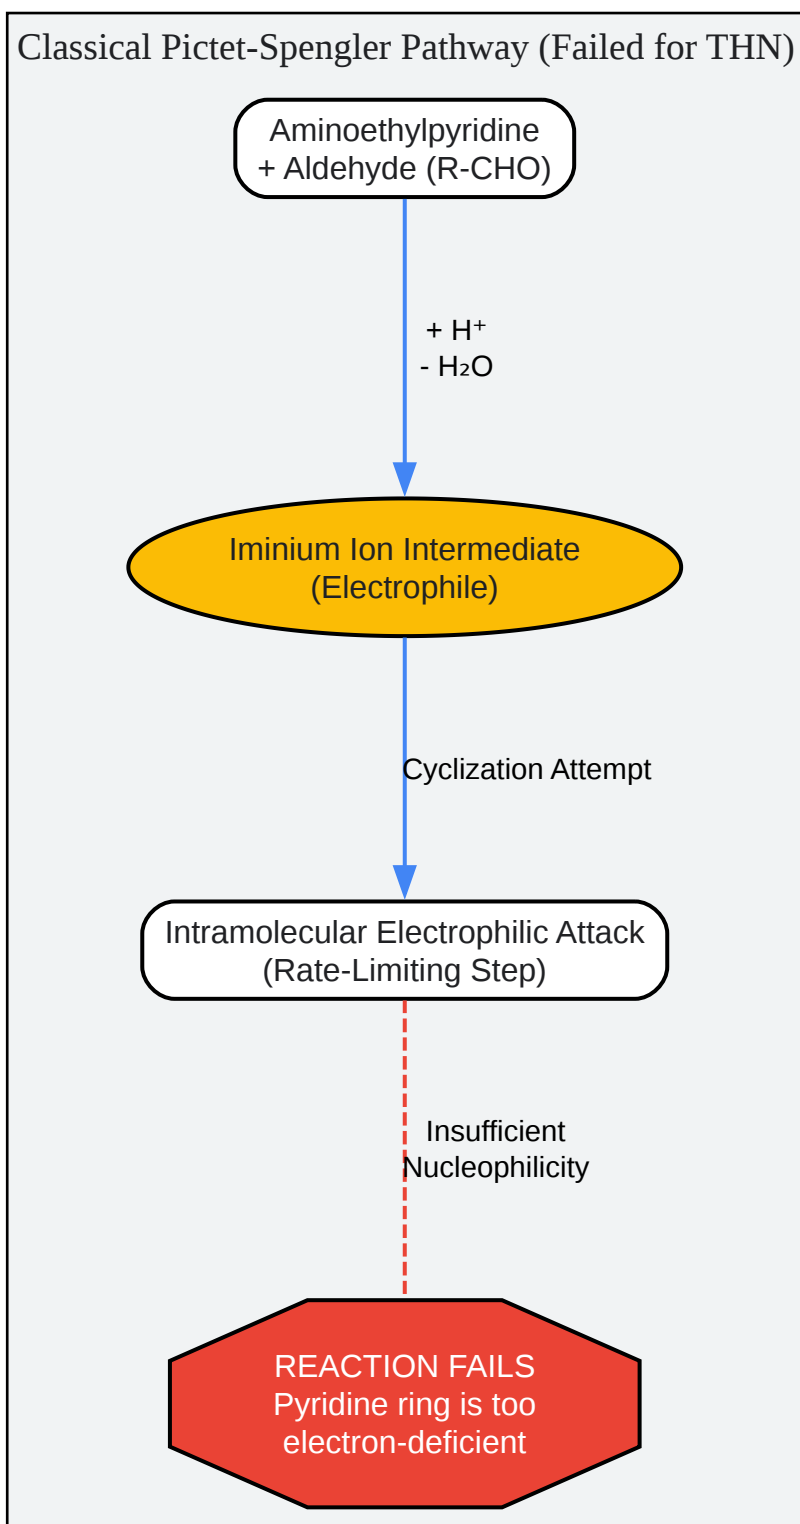 Classical Pictet-Spengler Pathway (Failed for THN)
Aminoethylpyridine
+ Aldehyde (R-CHO)
+ H⁺
- H₂O
Iminium Ion Intermediate
(Electrophile)
Cyclization Attempt
Intramolecular Electrophilic Attack
(Rate-Limiting Step)
Insufficient
Nucleophilicity
REACTION FAILS
Pyridine ring is too
electron-deficient